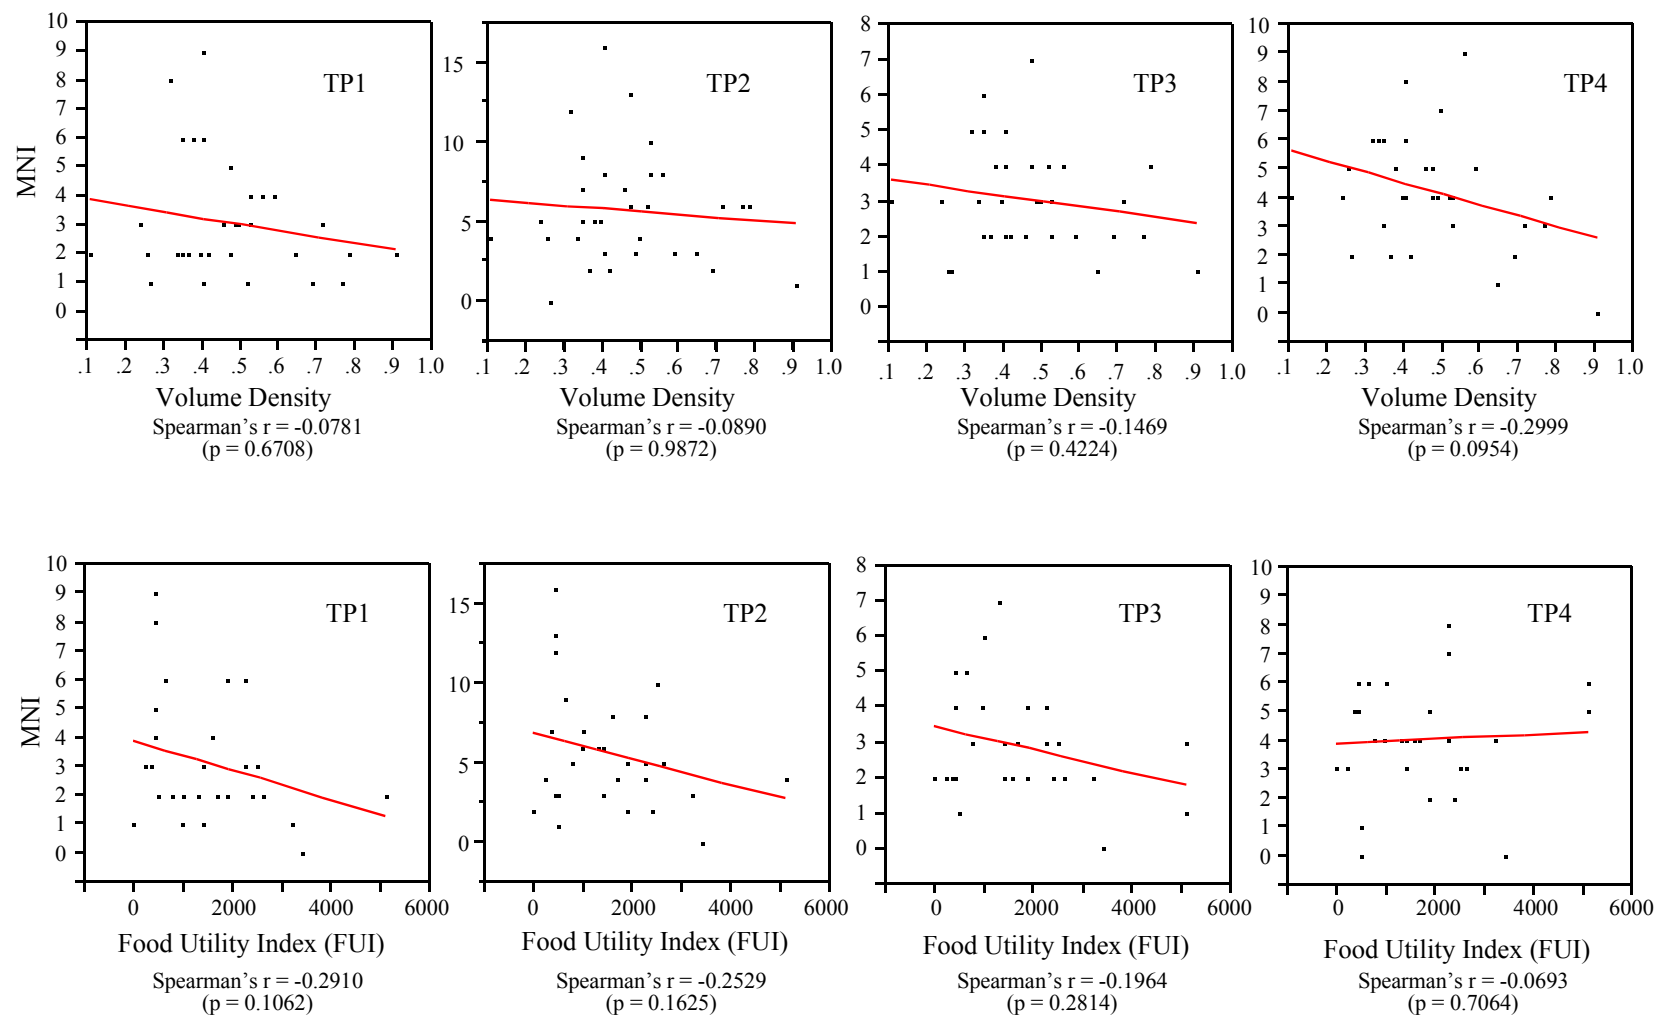 10 9 8 7 6 5 4 3 2 1 0
MNI
TP1
.1 .2 .3 .4 .5 .6 .7 .8 .9 1.0
Volume Density
Spearman’s r = -0.0781
(p = 0.6708)
15 10 5 0
TP2
.1 .2 .3 .4 .5 .6 .7 .8 .9 1.0
Volume Density
Spearman’s r = -0.0890
(p = 0.9872)
8 7 6 5 4 3 2 1 0
TP3
.1 .2 .3 .4 .5 .6 .7 .8 .9 1.0
Volume Density
Spearman’s r = -0.1469
(p = 0.4224)
10 9 8 7 6 5 4 3 2 1 0
TP4
.1 .2 .3 .4 .5 .6 .7 .8 .9 1.0
Volume Density
Spearman’s r = -0.2999
(p = 0.0954)
10 9 8 7 6 5 4 3 2 1 0
MNI
TP1
0 2000 4000 6000
Food Utility Index (FUI)
Spearman’s r = -0.2910
(p = 0.1062)
15 10 5 0
TP2
0 2000 4000 6000
Food Utility Index (FUI)
Spearman’s r = -0.2529
(p = 0.1625)
8 7 6 5 4 3 2 1 0
TP3
0 2000 4000 6000
Food Utility Index (FUI)
Spearman’s r = -0.1964
(p = 0.2814)
10 9 8 7 6 5 4 3 2 1 0
TP4
0 2000 4000 6000
Food Utility Index (FUI)
Spearman’s r = -0.0693
(p = 0.7064)